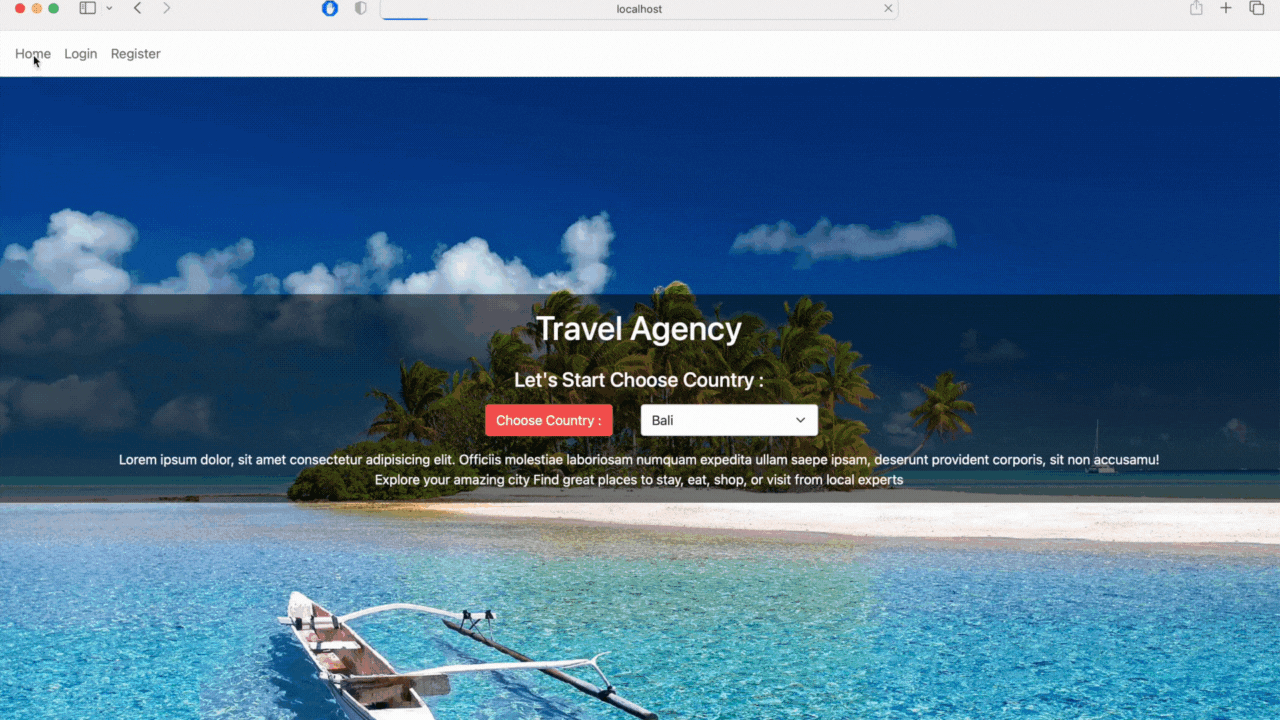 localhost
Home Login Register
Travel Agency
Let's Start Choose Country :
Choose Country : Bali
Lorem ipsum dolor, sit amet consectetur adipisicing elit. Officiis molestiae laboriosam numquam expedita ullam saepe ipsam, deserunt provident corporis, sit non accusamu!
Explore your amazing city Find great places to stay, eat, shop, or visit from local experts